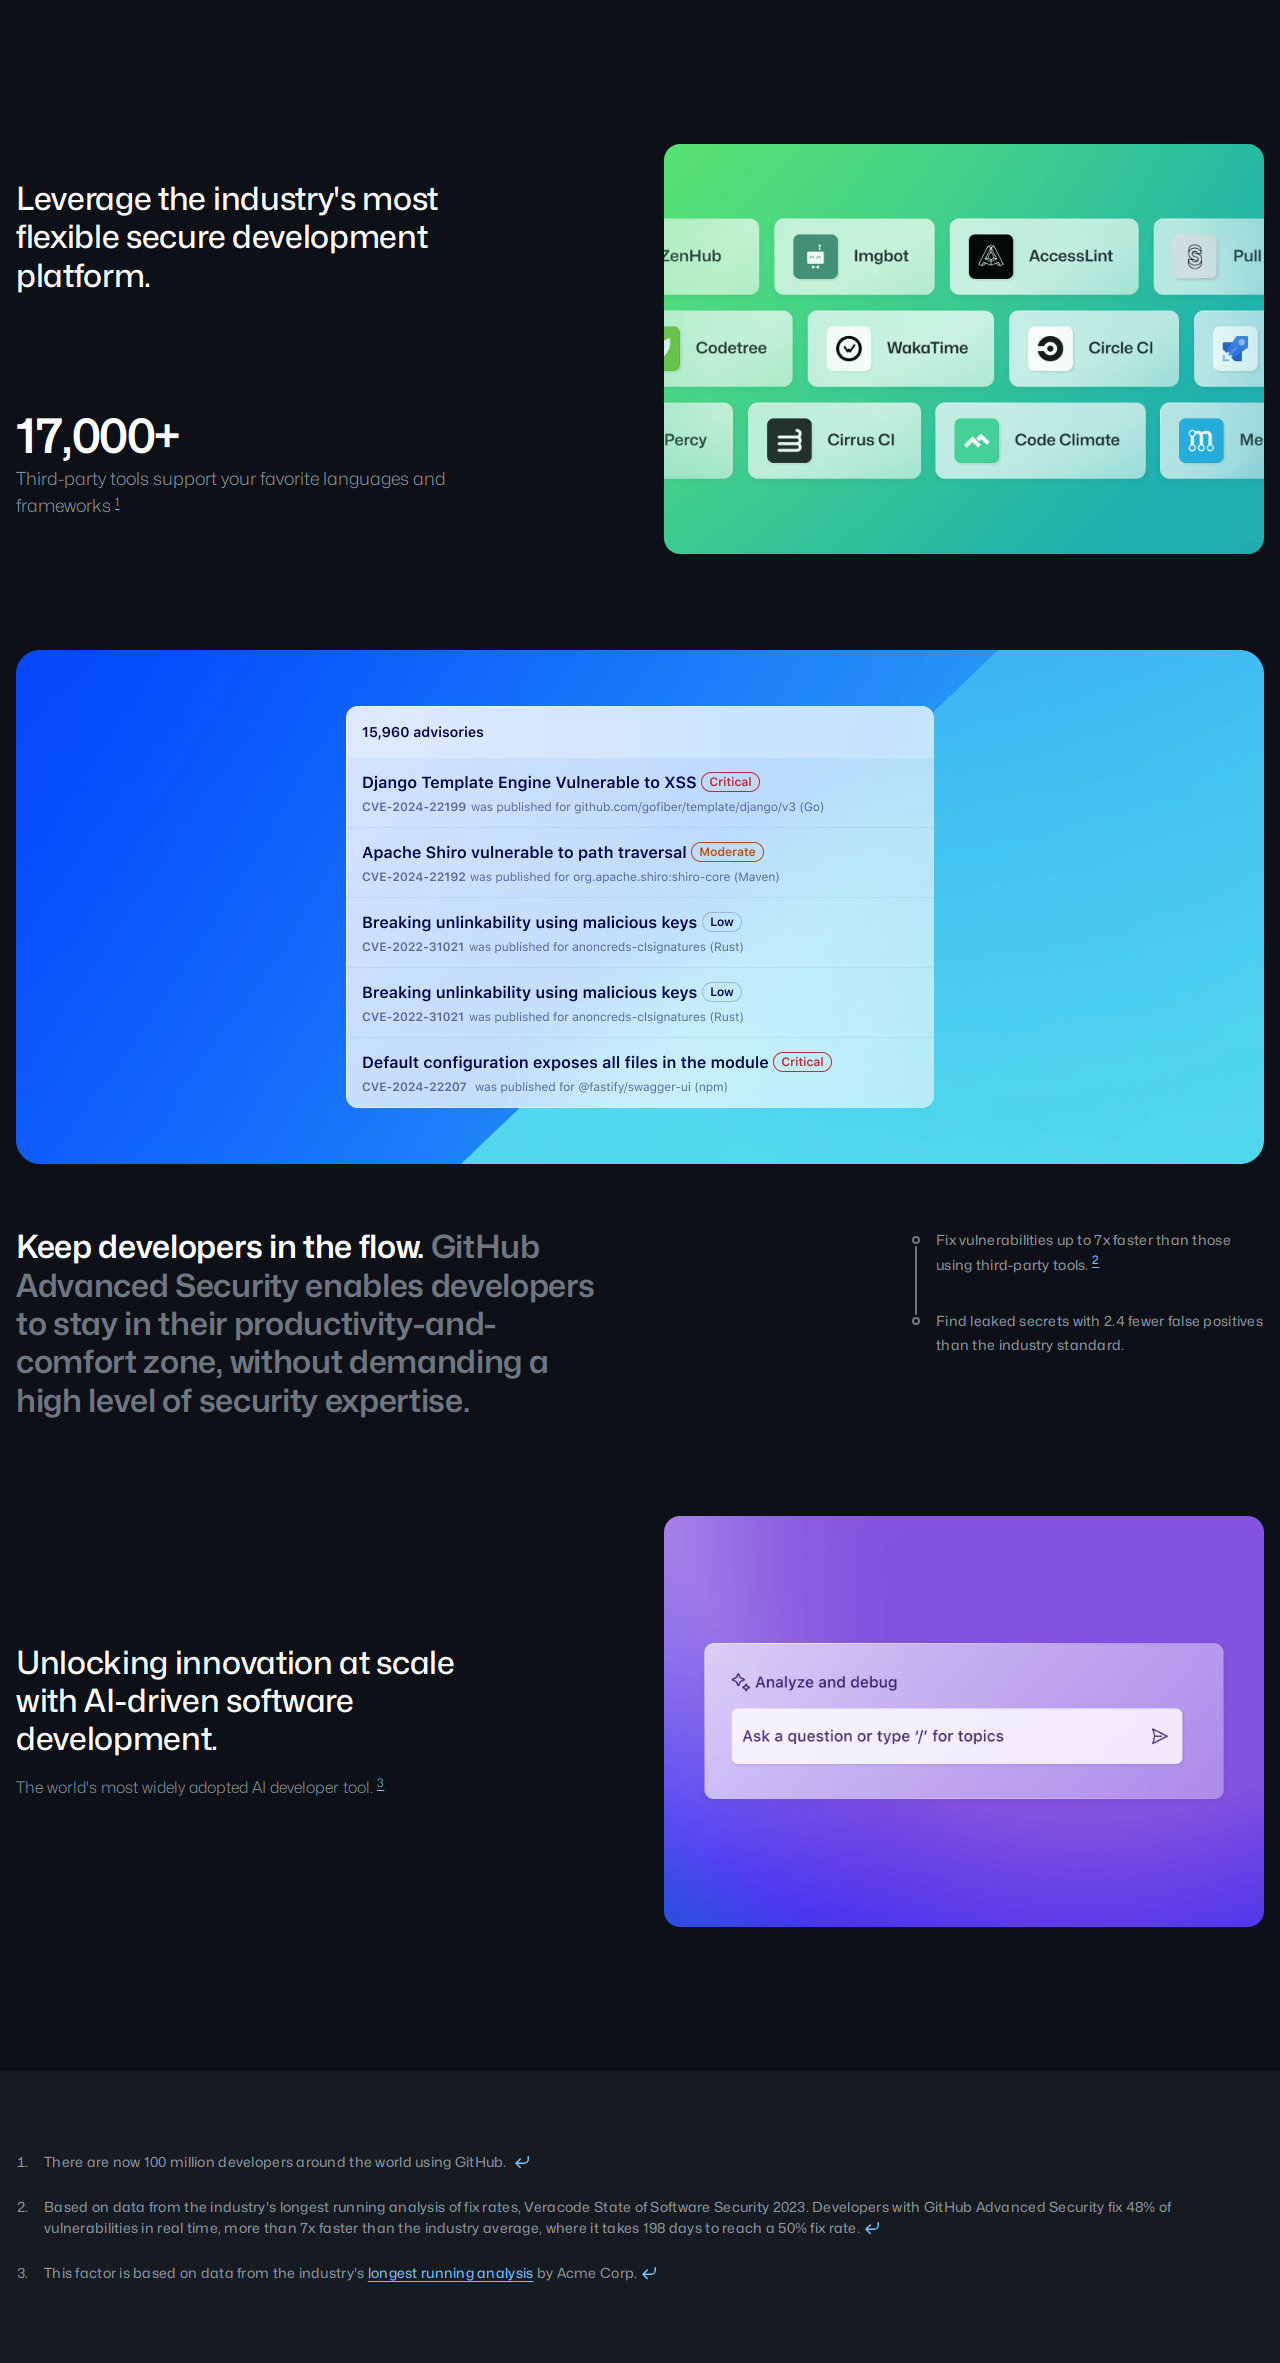 Leverage the industry's most
flexible secure development
platform.
17,000+
Third-party tools support your favorite languages and
frameworks 1
ZenHub
Imgbot
AccessLint
Pull
Codetree
WakaTime
Circle CI
Percy
Cirrus CI
Code Climate
Me
15,960 advisories
Django Template Engine Vulnerable to XSS Critical
CVE-2024-22199 was published for github.com/gofiber/template/django/v3 (Go)
Apache Shiro vulnerable to path traversal Moderate
CVE-2024-22192 was published for org.apache.shiro:shiro-core (Maven)
Breaking unlinkability using malicious keys Low
CVE-2022-31021 was published for anoncreds-clsignatures (Rust)
Breaking unlinkability using malicious keys Low
CVE-2022-31021 was published for anoncreds-clsignatures (Rust)
Default configuration exposes all files in the module Critical
CVE-2024-22207 was published for @fastify/swagger-ui (npm)
Keep developers in the flow. GitHub
Advanced Security enables developers
to stay in their productivity-and-
comfort zone, without demanding a
high level of security expertise.
Fix vulnerabilities up to 7x faster than those
using third-party tools. 2
Find leaked secrets with 2.4 fewer false positives
than the industry standard.
Unlocking innovation at scale
with AI-driven software
development.
The world's most widely adopted AI developer tool. 3
Analyze and debug
Ask a question or type ‘/’ for topics
1. There are now 100 million developers around the world using GitHub.
2. Based on data from the industry's longest running analysis of fix rates, Veracode State of Software Security 2023. Developers with GitHub Advanced Security fix 48% of
vulnerabilities in real time, more than 7x faster than the industry average, where it takes 198 days to reach a 50% fix rate.
3. This factor is based on data from the industry's longest running analysis by Acme Corp.